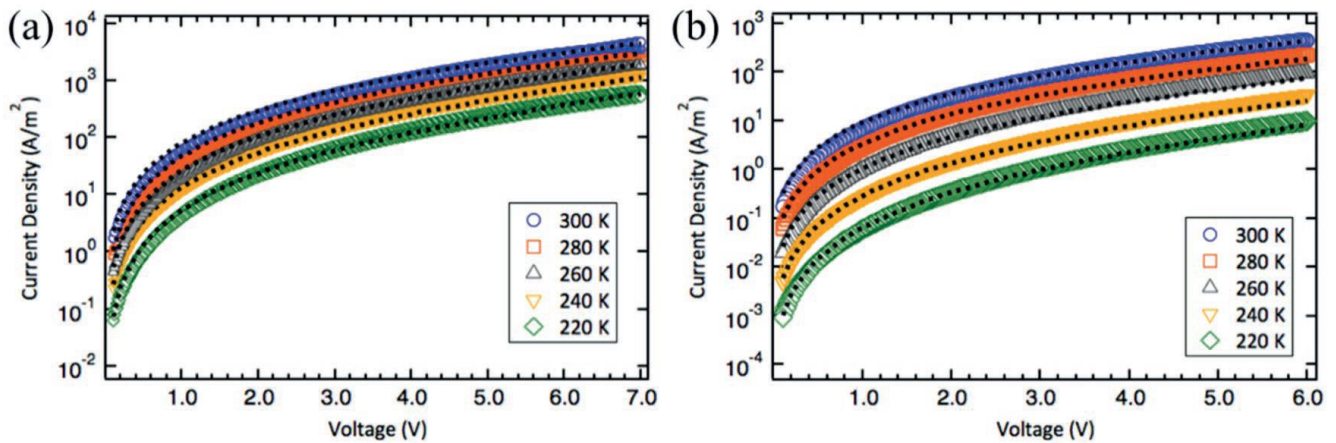 (a)
10^4
10^3
10^2
10^1
10^0
10^-1
10^-2
Current Density (A/m^2)
300 K
280 K
260 K
240 K
220 K
1.0 2.0 3.0 4.0 5.0 6.0 7.0
Voltage (V)
(b)
10^3
10^2
10^1
10^0
10^-1
10^-2
10^-3
10^-4
Current Density (A/m^2)
300 K
280 K
260 K
240 K
220 K
1.0 2.0 3.0 4.0 5.0 6.0
Voltage (V)